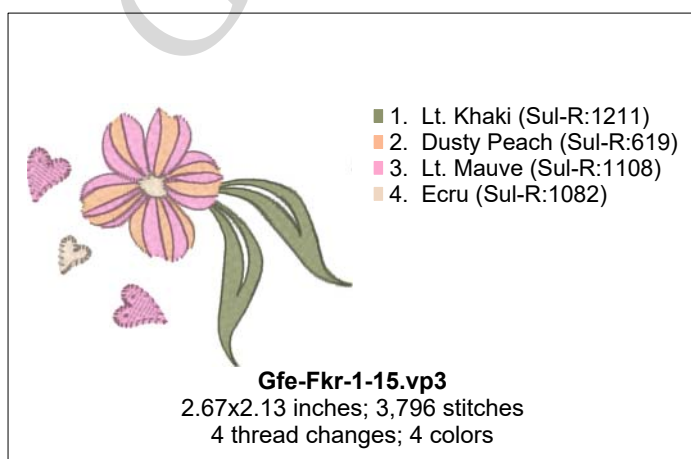 1. Lt. Khaki (Sul-R:1211)
2. Dusty Peach (Sul-R:619)
3. Lt. Mauve (Sul-R:1108)
4. Ecru (Sul-R:1082)
Gfe-Fkr-1-15.vp3
2.67x2.13 inches; 3,796 stitches
4 thread changes; 4 colors